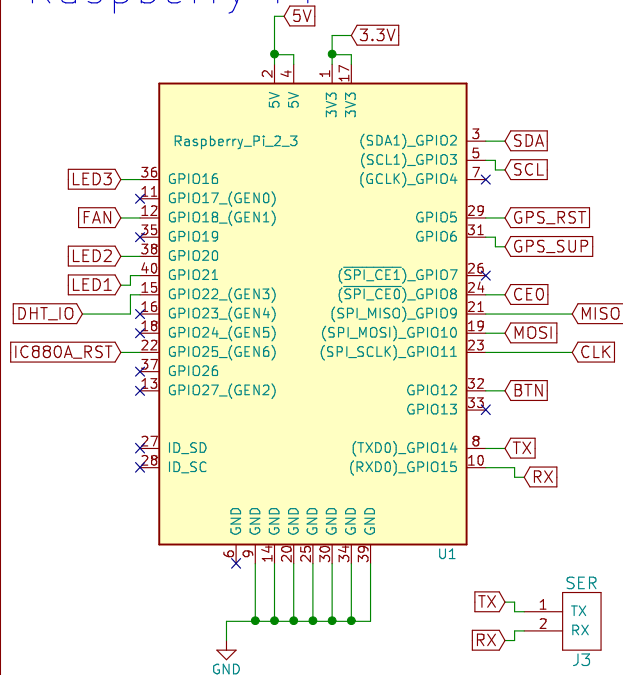 5V
3.3V
2 4 1 17
5V 5V 3V3 3V3
Raspberry_Pi_2_3
(SDA1)_GPIO2 3 SDA
(SCL1)_GPIO3 5 SCL
LED3 36 GPIO16 (GCLK)_GPIO4 7
11 GPIO17_(GEN0)
FAN 12 GPIO18_(GEN1) GPIO5 29 GPS_RST
35 GPIO19 GPIO6 31 GPS_SUP
LED2 38 GPIO20
LED1 40 GPIO21 (SPI_CE1)_GPIO7 26
DHT_IO 15 GPIO22_(GEN3) (SPI_CE0)_GPIO8 24 CE0
16 GPIO23_(GEN4) (SPI_MISO)_GPIO9 21 MISO
18 GPIO24_(GEN5) (SPI_MOSI)_GPIO10 19 MOSI
IC880A_RST 22 GPIO25_(GEN6) (SPI_SCLK)_GPIO11 23 CLK
37 GPIO26
13 GPIO27_(GEN2) GPIO12 32 BTN
GPIO13 33
27 ID_SD (TXD0)_GPIO14 8 TX
28 ID_SC (RXD0)_GPIO15 10 RX
GND GND GND GND GND GND GND GND
6 9 14 20 25 30 34 39
U1
GND
SER
TX 1 TX
RX 2 RX
J3